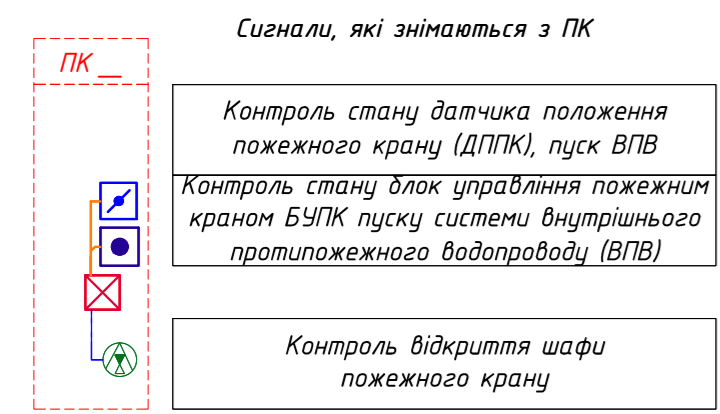 Сигнали, які знімаються з ПК
ПК __
Контроль стану датчика положення
пожежного крану (ДППК), пуск ВПВ
Контроль стану блок управління пожежним
краном БУПК пуску системи внутрішнього
протипожежного водопроводу (ВПВ)
Контроль відкриття шафи
пожежного крану